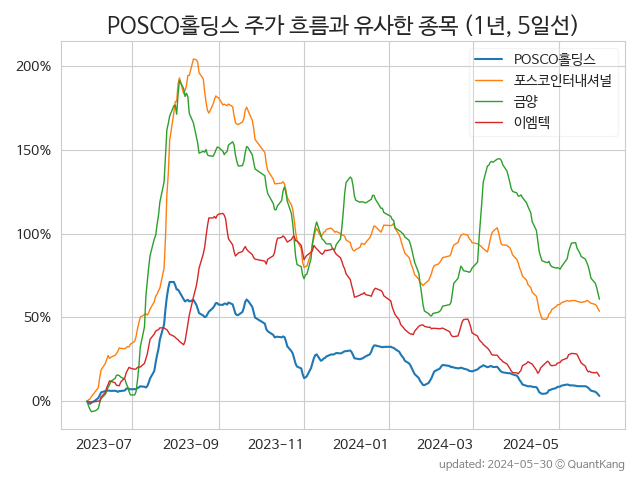 POSCO홀딩스 주가 흐름과 유사한 종목 (1년, 5일선)
POSCO홀딩스
포스코인터내셔널
금양
이엠텍
200%
150%
100%
50%
0%
2023-07 2023-09 2023-11 2024-01 2024-03 2024-05
updated: 2024-05-30 © QuantKang